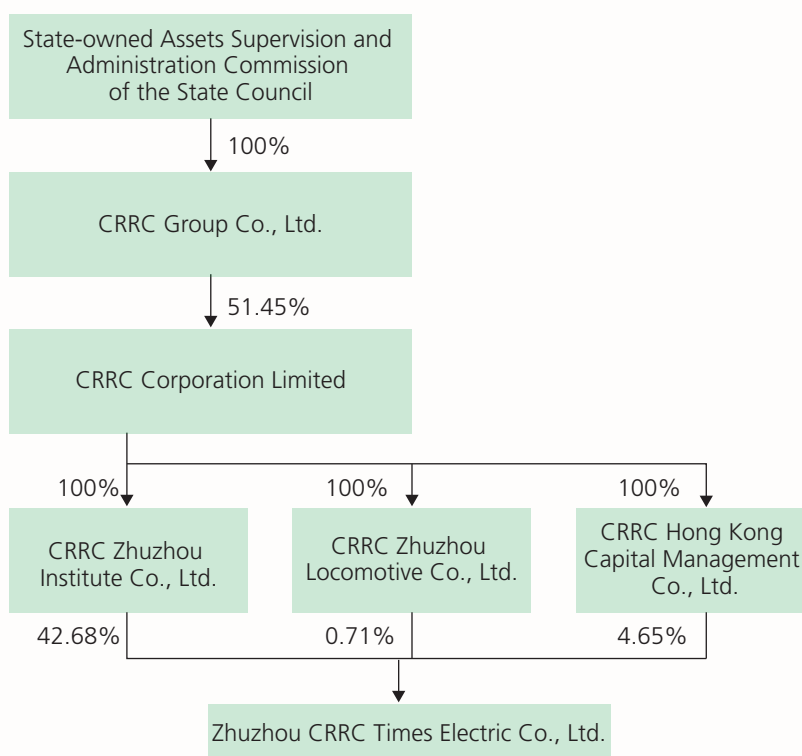 State-owned Assets Supervision and
Administration Commission
of the State Council
100%
CRRC Group Co., Ltd.
51.45%
CRRC Corporation Limited
100%
100%
100%
CRRC Zhuzhou
Institute Co., Ltd.
CRRC Zhuzhou
Locomotive Co., Ltd.
CRRC Hong Kong
Capital Management
Co., Ltd.
42.68%
0.71%
4.65%
Zhuzhou CRRC Times Electric Co., Ltd.